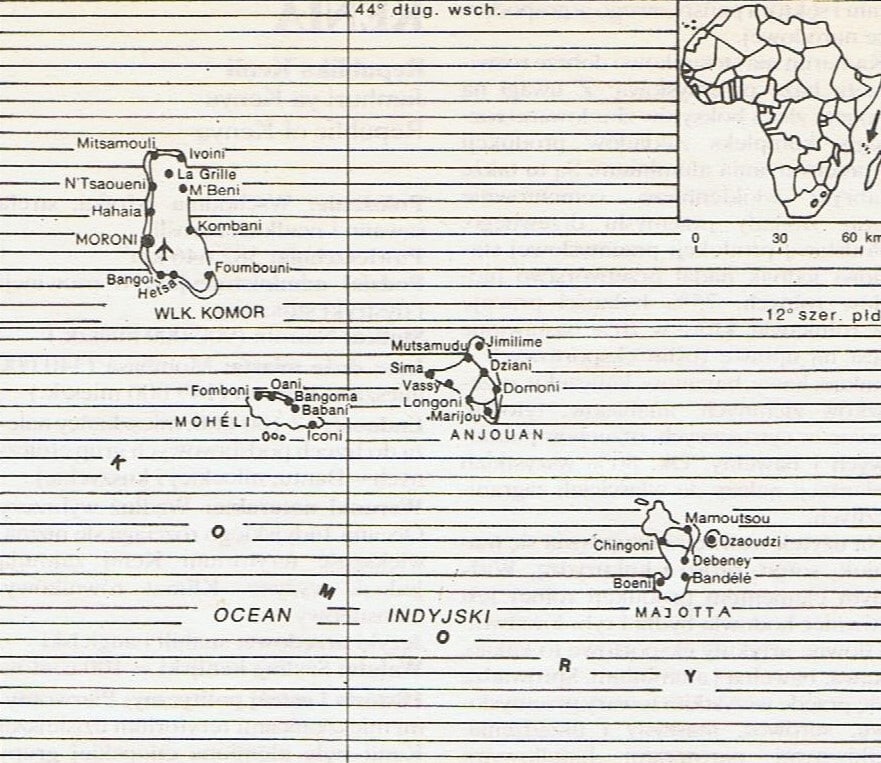 44° dług. wsch.
Mitsamouli
Ivoini
La Grille
N'Tsaoueni
M'Beni
Hahaia
Kombani
MORONI
Foumbouni
Bangoi
Hetsa
WLK. KOMOR
0 30 60 km
12° szer. płd
Mutsamudu
Jimilime
Sima
Dziani
Vassy
Domoni
Longoni
Marijou
ANJOUAN
Fomboni
Oani
Bangoma
Babani
MOHÉLI
Iconi
KOMORY
Mamoutsou
Chingoni
Dzaoudzi
Debeney
Boeni
Bandélé
MAJOTTA
OCEAN INDYJSKI